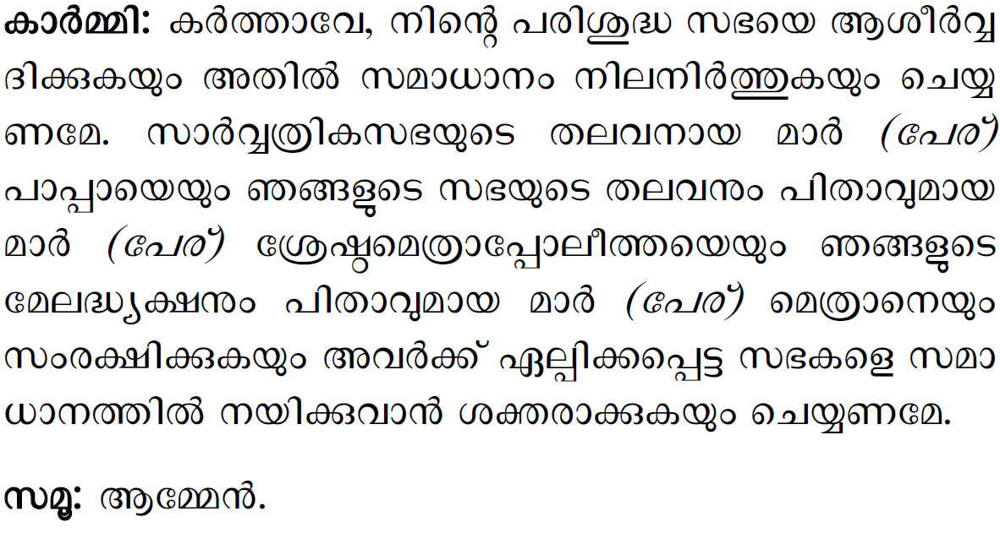 കാർമ്മി: കർത്താവേ, നിന്റെ പരിശുദ്ധ സഭയെ ആശീർവ്വ
ദിക്കുകയും അതിൽ സമാധാനം നിലനിർത്തുകയും ചെയ്യ
ണമേ. സാർവ്വത്രികസഭയുടെ തലവനായ മാർ (പേര്)
പാപ്പായെയും ഞങ്ങളുടെ സഭയുടെ തലവനും പിതാവുമായ
മാർ (പേര്) ശ്രേഷ്ഠമെത്രാപ്പോലീത്തയെയും ഞങ്ങളുടെ
മേലദ്ധ്യക്ഷനും പിതാവുമായ മാർ (പേര്) മെത്രാനെയും
സംരക്ഷിക്കുകയും അവർക്ക് ഏല്പിക്കപ്പെട്ട സഭകളെ സമാ
ധാനത്തിൽ നയിക്കുവാൻ ശക്തരാക്കുകയും ചെയ്യണമേ.
സമൂ: ആമ്മേൻ.